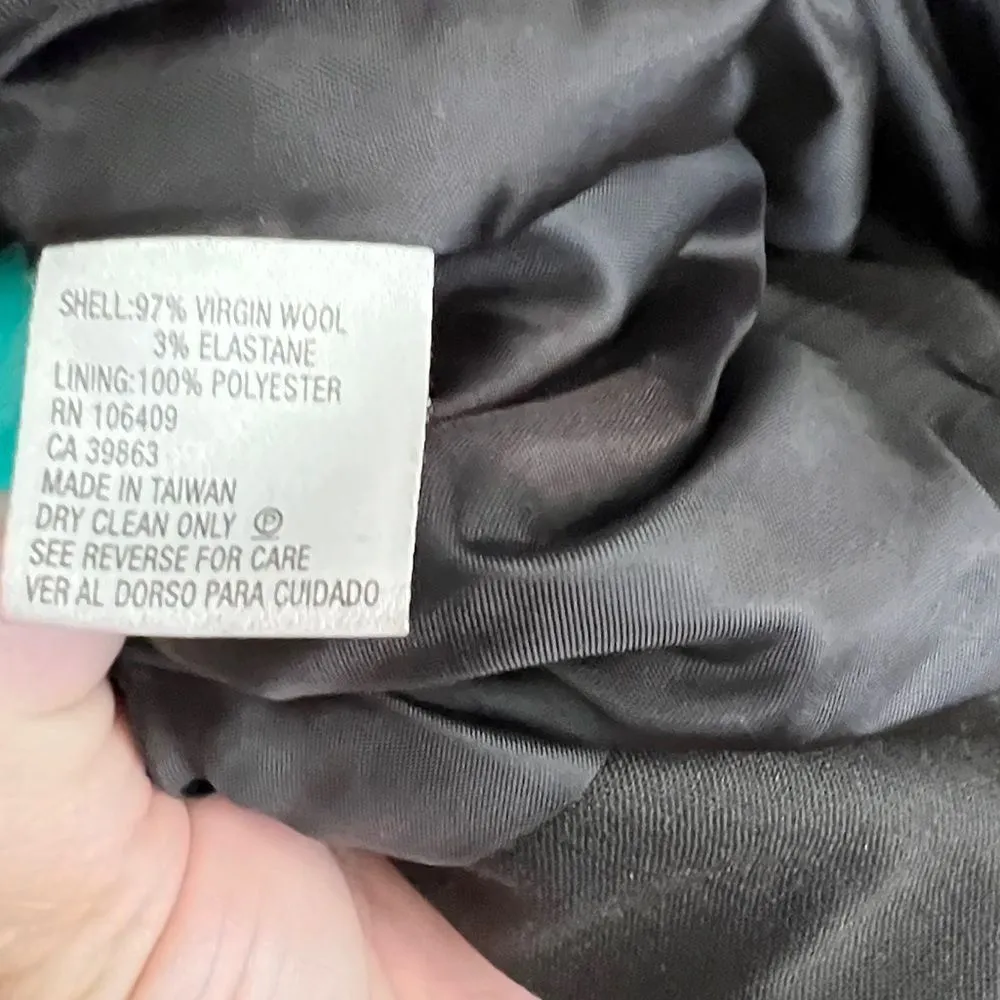 SHELL:97% VIRGIN WOOL
3% ELASTANE
LINING:100% POLYESTER
RN 106409
CA 39863
MADE IN TAIWAN
DRY CLEAN ONLY Ⓟ
SEE REVERSE FOR CARE
VER AL DORSO PARA CUIDADO